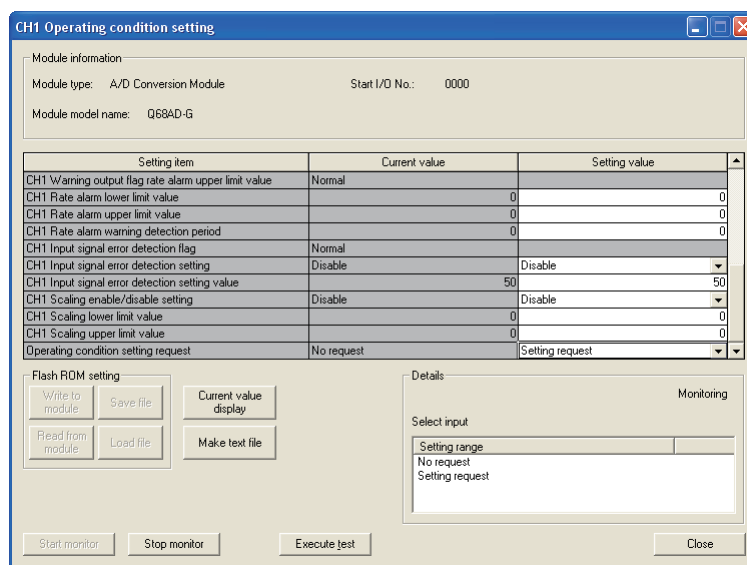 CH1 Operating condition setting
Module information
Module type: A/D Conversion Module Start I/O No.: 0000
Module model name: Q68AD-G
Setting item Current value Setting value
CH1 Warning output flag rate alarm upper limit value Normal
CH1 Rate alarm lower limit value 0 0
CH1 Rate alarm upper limit value 0 0
CH1 Rate alarm warning detection period 0 0
CH1 Input signal error detection flag Normal
CH1 Input signal error detection setting Disable Disable
CH1 Input signal error detection setting value 50 50
CH1 Scaling enable/disable setting Disable Disable
CH1 Scaling lower limit value 0 0
CH1 Scaling upper limit value 0 0
Operating condition setting request No request Setting request
Flash ROM setting
Write to module
Save file
Read from module
Load file
Current value display
Make text file
Details
Monitoring
Select input
Setting range
No request
Setting request
Start monitor Stop monitor Execute test Close